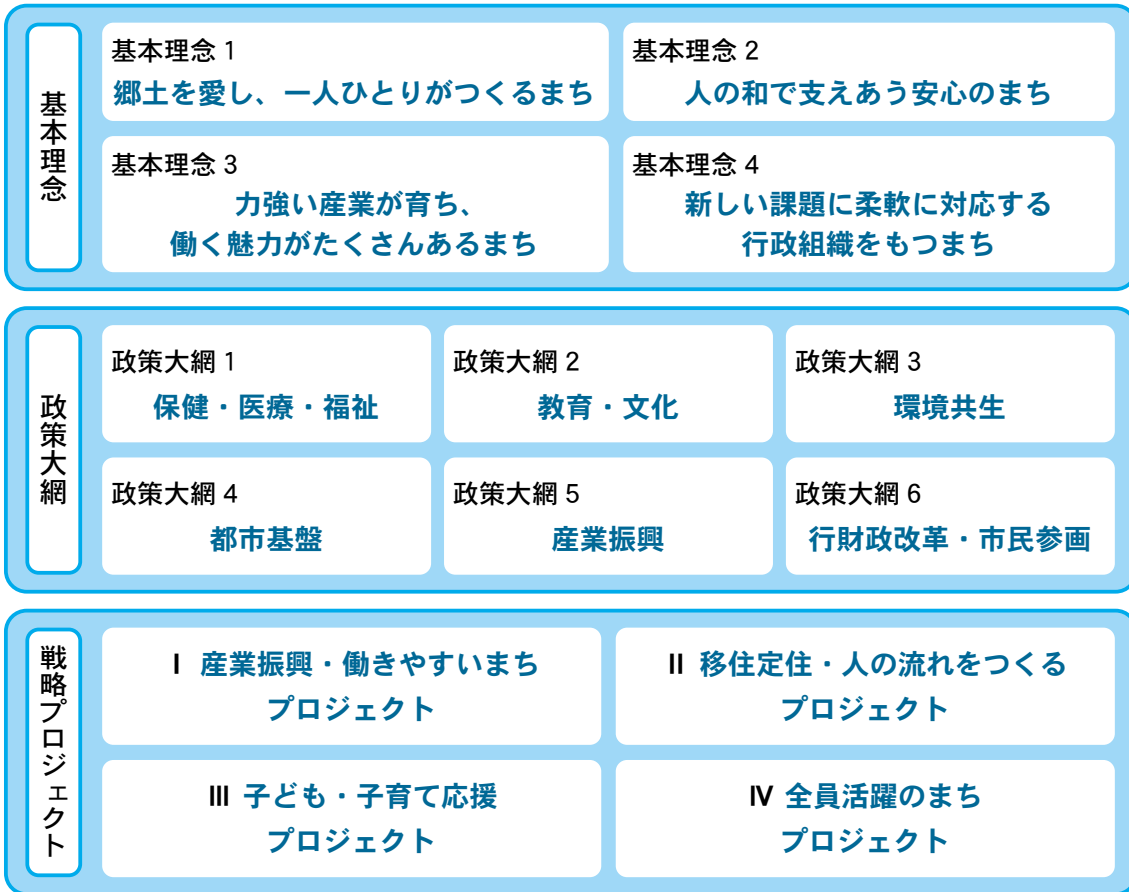 基本理念
基本理念 1
郷土を愛し、一人ひとりがつくるまち
基本理念 2
人の和で支えあう安心のまち
基本理念 3
力強い産業が育ち、
働く魅力がたくさんあるまち
基本理念 4
新しい課題に柔軟に対応する
行政組織をもつまち
政策大綱
政策大綱 1
保健・医療・福祉
政策大綱 2
教育・文化
政策大綱 3
環境共生
政策大綱 4
都市基盤
政策大綱 5
産業振興
政策大綱 6
行財政改革・市民参画
戦略プロジェクト
Ⅰ 産業振興・働きやすいまち
プロジェクト
Ⅱ 移住定住・人の流れをつくる
プロジェクト
Ⅲ 子ども・子育て応援
プロジェクト
Ⅳ 全員活躍のまち
プロジェクト